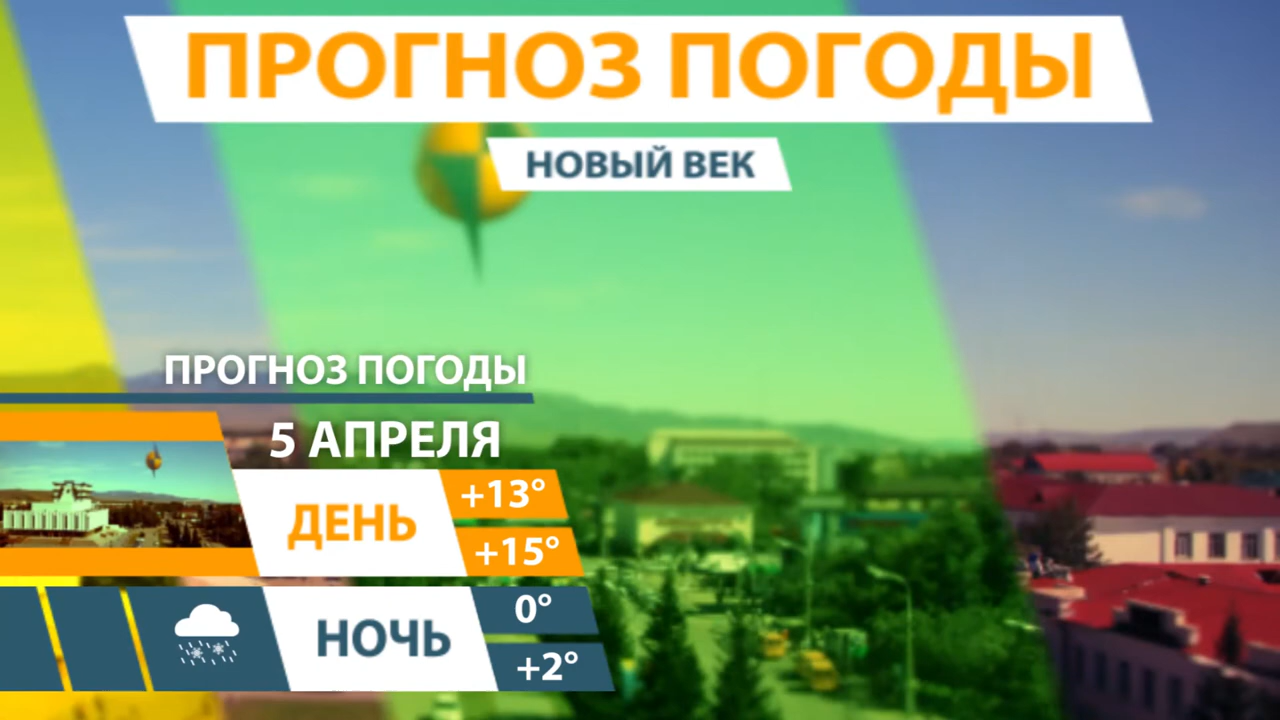 ПРОГНОЗ ПОГОДЫ
НОВЫЙ ВЕК
ПРОГНОЗ ПОГОДЫ
5 АПРЕЛЯ
ДЕНЬ
+13°
+15°
НОЧЬ
0°
+2°